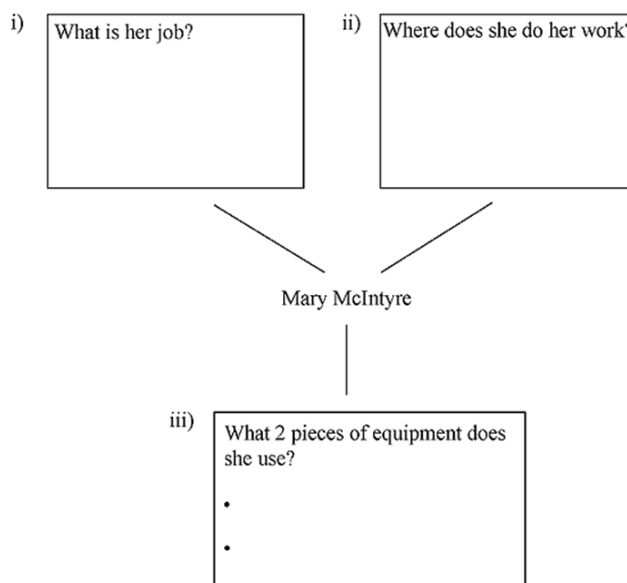 i)
What is her job?
ii)
Where does she do her work?
Mary McIntyre
iii)
What 2 pieces of equipment does
she use?
•
•